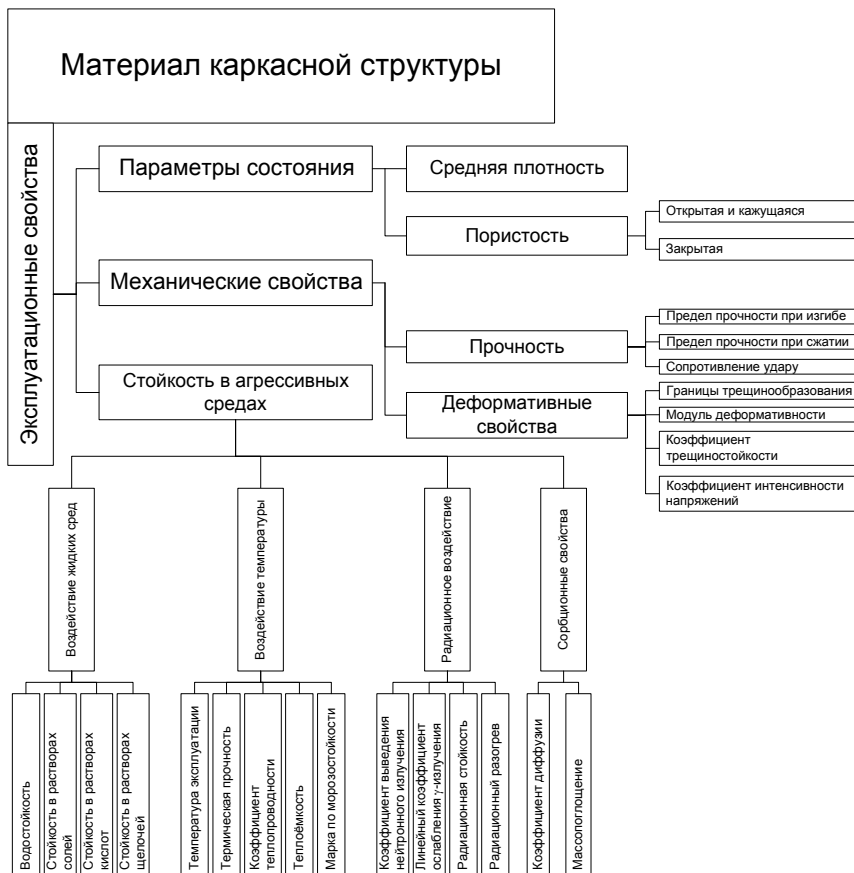 Материал каркасной структуры
Эксплуатационные свойства
Параметры состояния
Средняя плотность
Пористость
Открытая и кажущаяся
Закрытая
Механические свойства
Прочность
Предел прочности при изгибе
Предел прочности при сжатии
Сопротивление удару
Деформативные
свойства
Границы трещинообразования
Модуль деформативности
Коэффициент
трещиностойкости
Коэффициент интенсивности
напряжений
Стойкость в агрессивных
средах
Воздействие жидких сред
Воздействие температуры
Радиационное воздействие
Сорбционные свойства
Водостойкость
Стойкость в растворах
солей
Стойкость в растворах
кислот
Стойкость в растворах
щелочей
Температура эксплуатации
Термическая прочность
Коэффициент
теплопроводности
Теплоёмкость
Марка по морозостойкости
Коэффициент выведения
нейтронного излучения
Линейный коэффициент
ослабления γ-излучения
Радиационная стойкость
Радиационный разогрев
Коэффициент диффузии
Массопоглощение